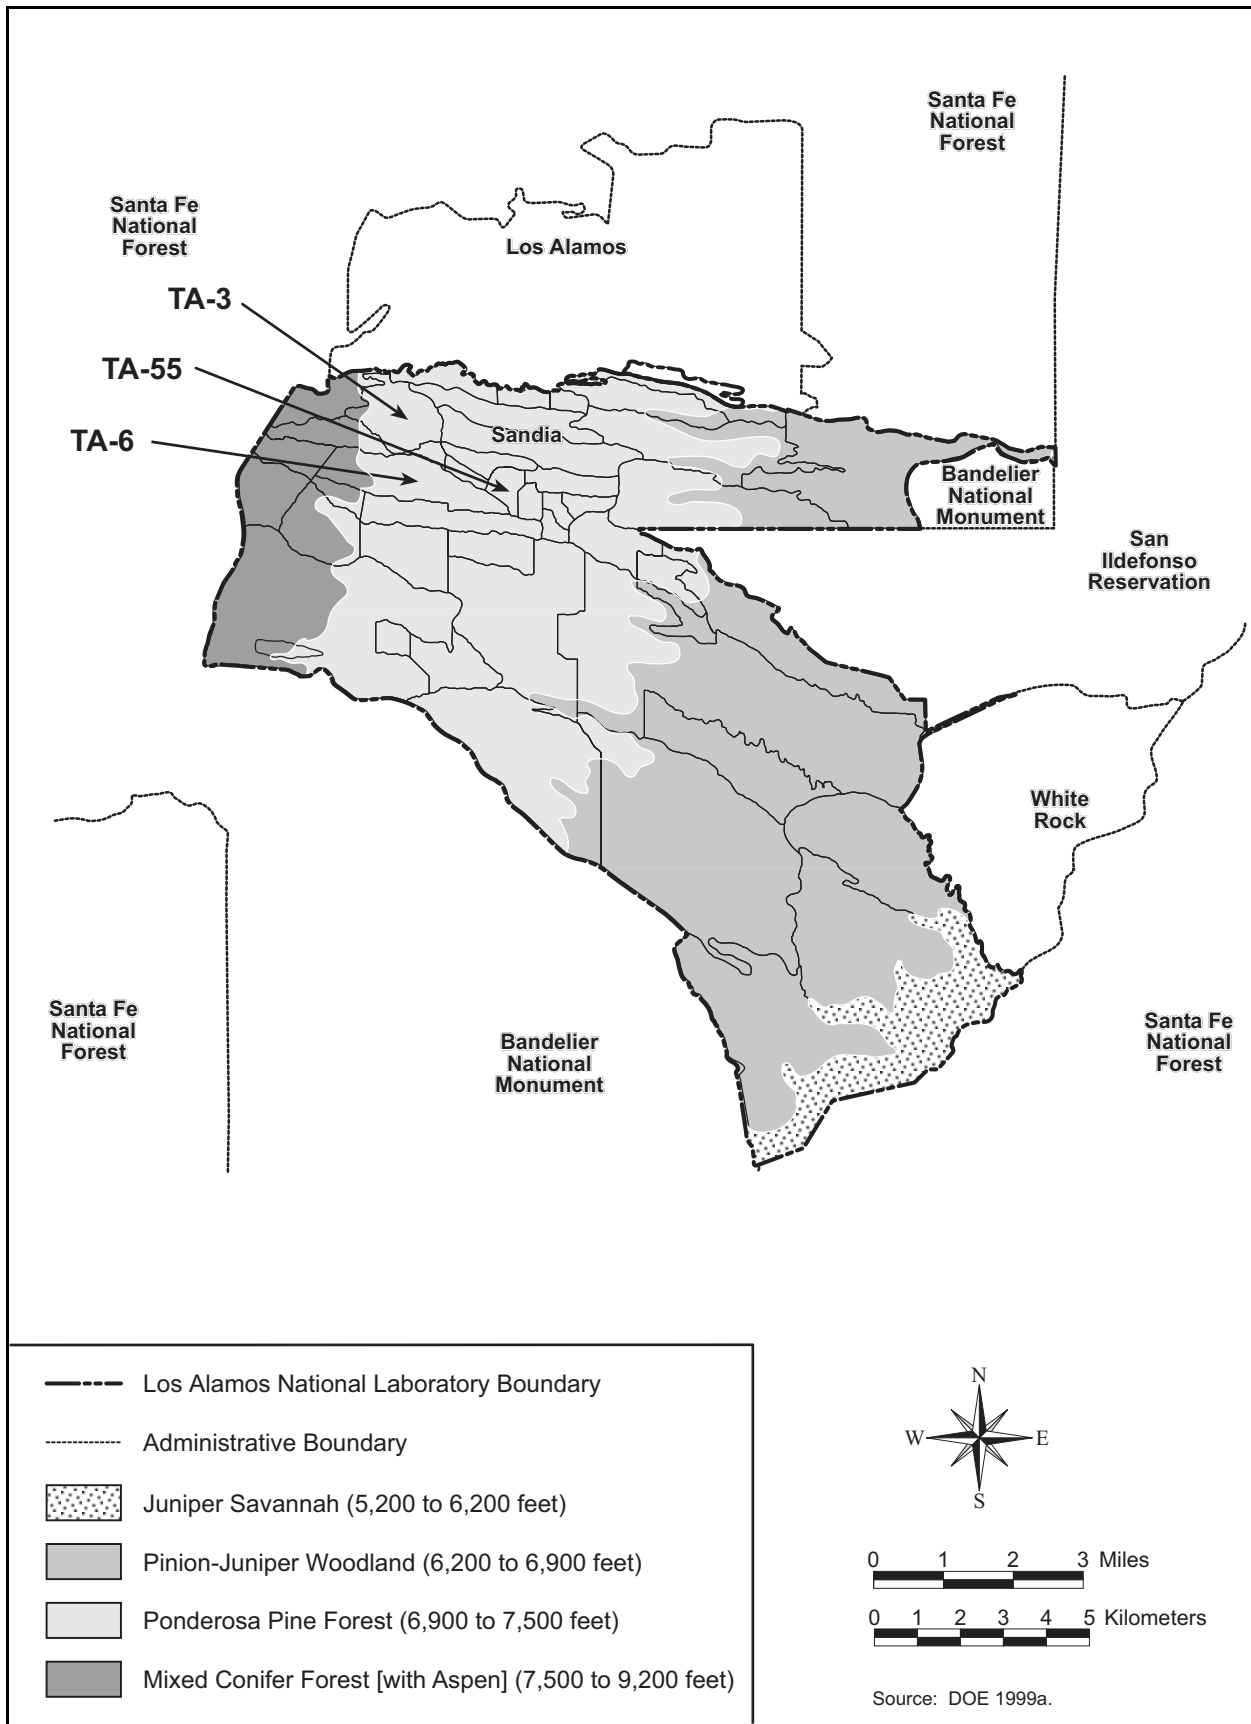 Santa Fe
National
Forest
Santa Fe
National
Forest
Los Alamos
TA-3
TA-55
TA-6
Sandia
Bandelier
National
Monument
San
Ildefonso
Reservation
White
Rock
Santa Fe
National
Forest
Bandelier
National
Monument
Santa Fe
National
Forest
Los Alamos National Laboratory Boundary
Administrative Boundary
Juniper Savannah (5,200 to 6,200 feet)
Pinion-Juniper Woodland (6,200 to 6,900 feet)
Ponderosa Pine Forest (6,900 to 7,500 feet)
Mixed Conifer Forest [with Aspen] (7,500 to 9,200 feet)
N
W E
S
0 1 2 3 Miles
0 1 2 3 4 5 Kilometers
Source: DOE 1999a.